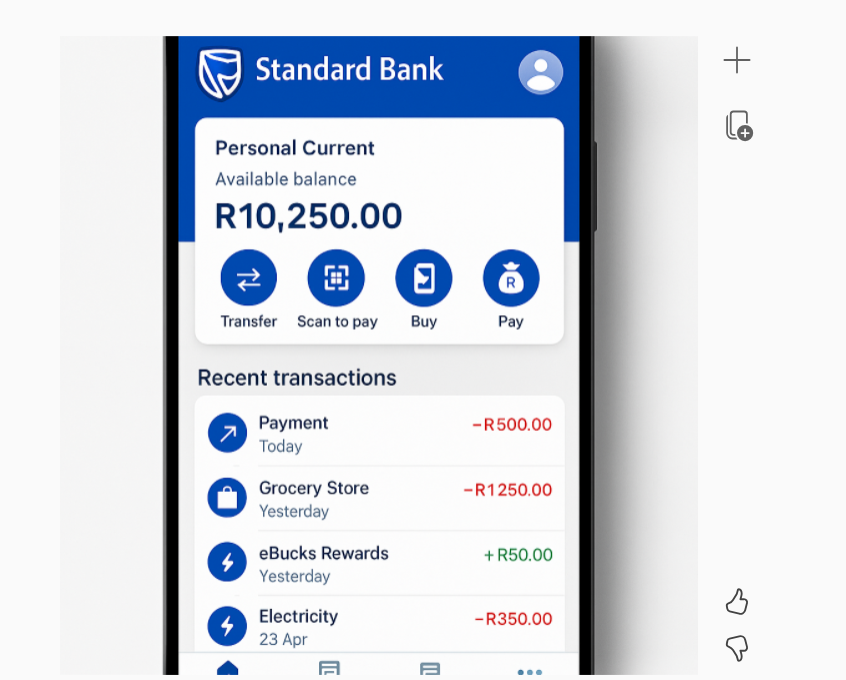 Standard Bank
Personal Current
Available balance
R10,250.00
Transfer Scan to pay Buy Pay
R
Recent transactions
Payment −R500.00
Today
Grocery Store −R1250.00
Yesterday
eBucks Rewards +R50.00
Yesterday
Electricity −R350.00
23 Apr